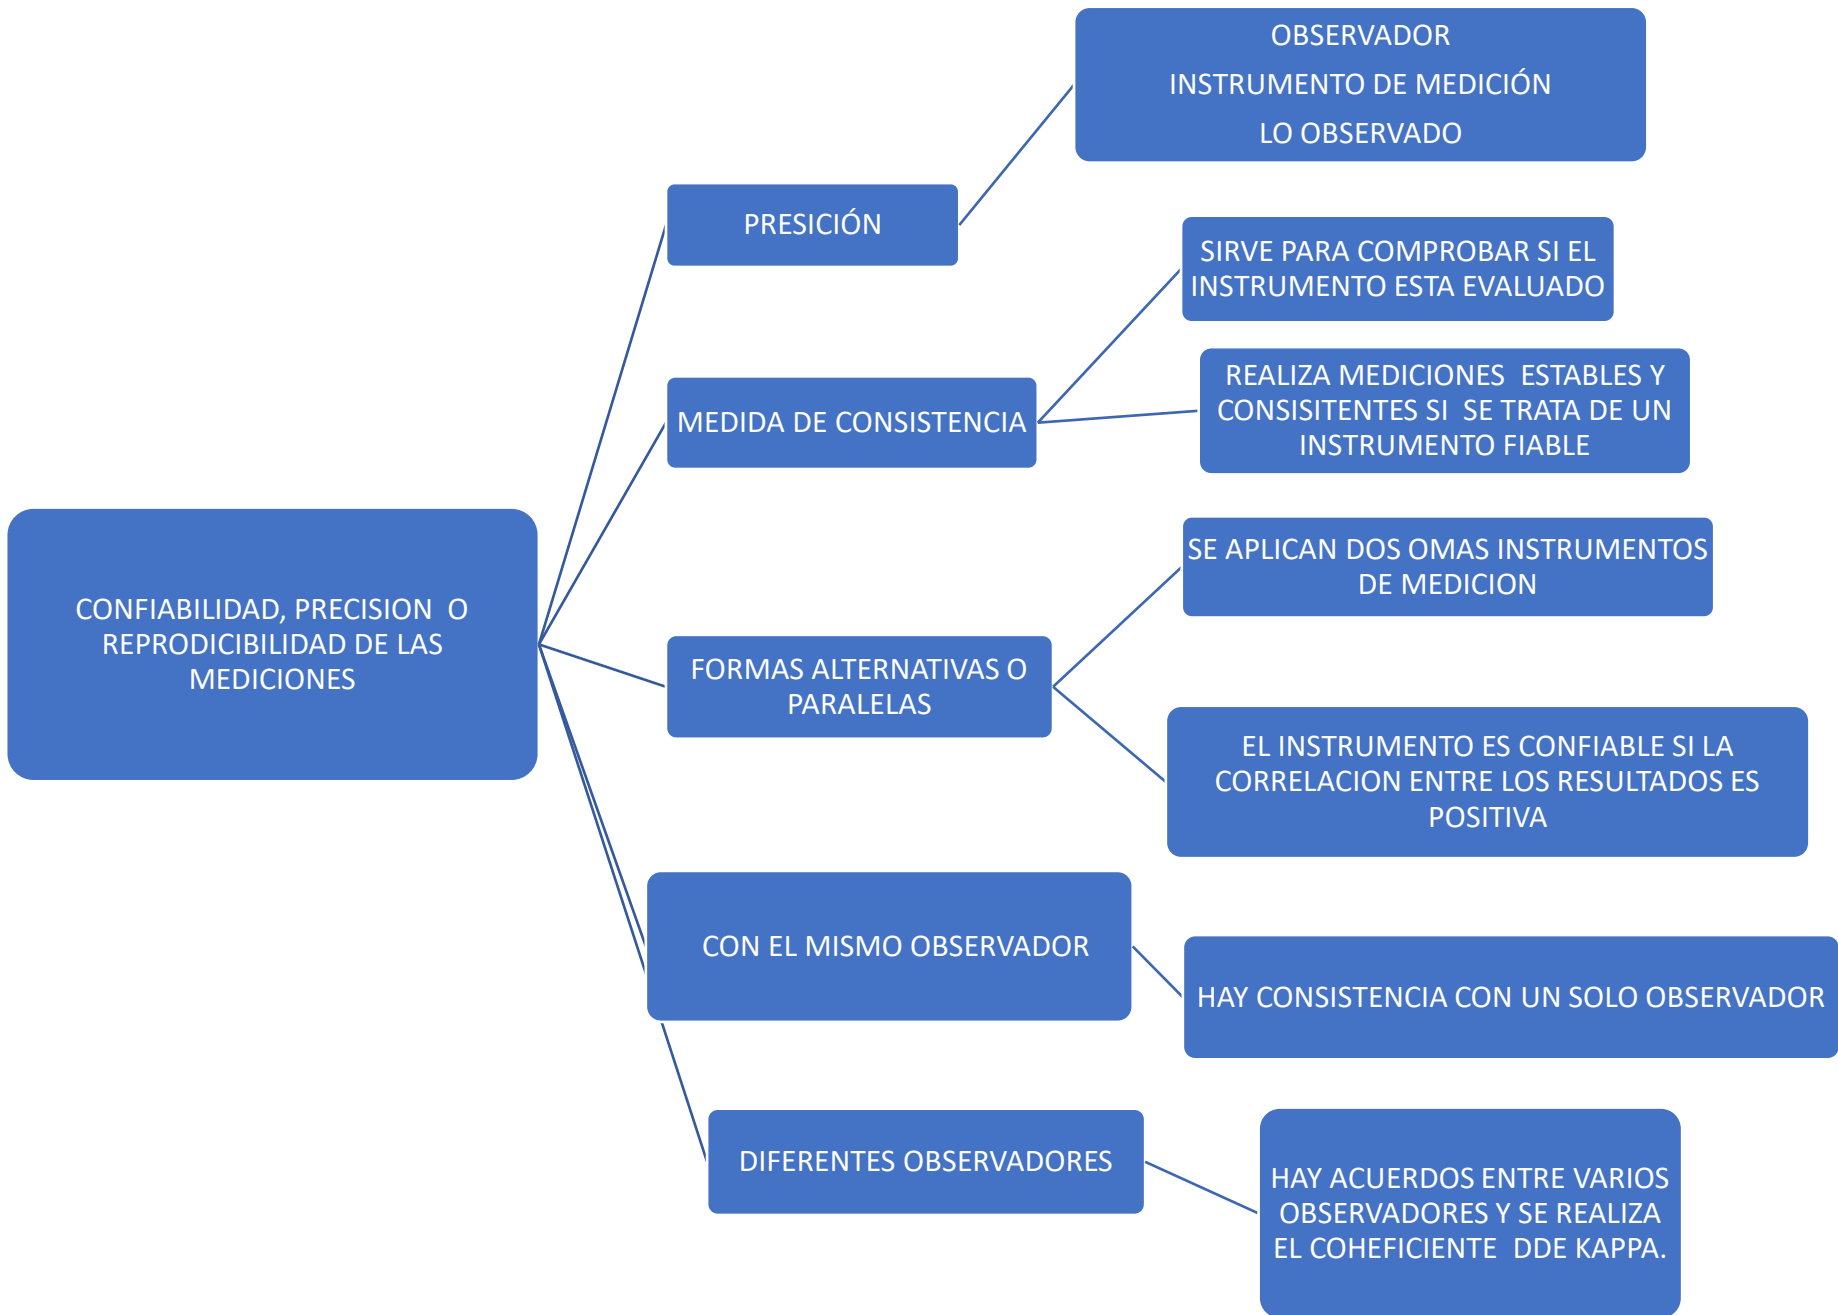 CONFIABILIDAD, PRECISION  O
REPRODICIBILIDAD DE LAS
MEDICIONES
PRESICIÓN
OBSERVADOR
INSTRUMENTO DE MEDICIÓN
LO OBSERVADO
MEDIDA DE CONSISTENCIA
SIRVE PARA COMPROBAR SI EL
INSTRUMENTO ESTA EVALUADO
REALIZA MEDICIONES  ESTABLES Y
CONSISITENTES SI  SE TRATA DE UN
INSTRUMENTO FIABLE
FORMAS ALTERNATIVAS O
PARALELAS
SE APLICAN DOS OMAS INSTRUMENTOS
DE MEDICION
EL INSTRUMENTO ES CONFIABLE SI LA
CORRELACION ENTRE LOS RESULTADOS ES
POSITIVA
CON EL MISMO OBSERVADOR
HAY CONSISTENCIA CON UN SOLO OBSERVADOR
DIFERENTES OBSERVADORES
HAY ACUERDOS ENTRE VARIOS
OBSERVADORES Y SE REALIZA
EL COHEFICIENTE  DDE KAPPA.